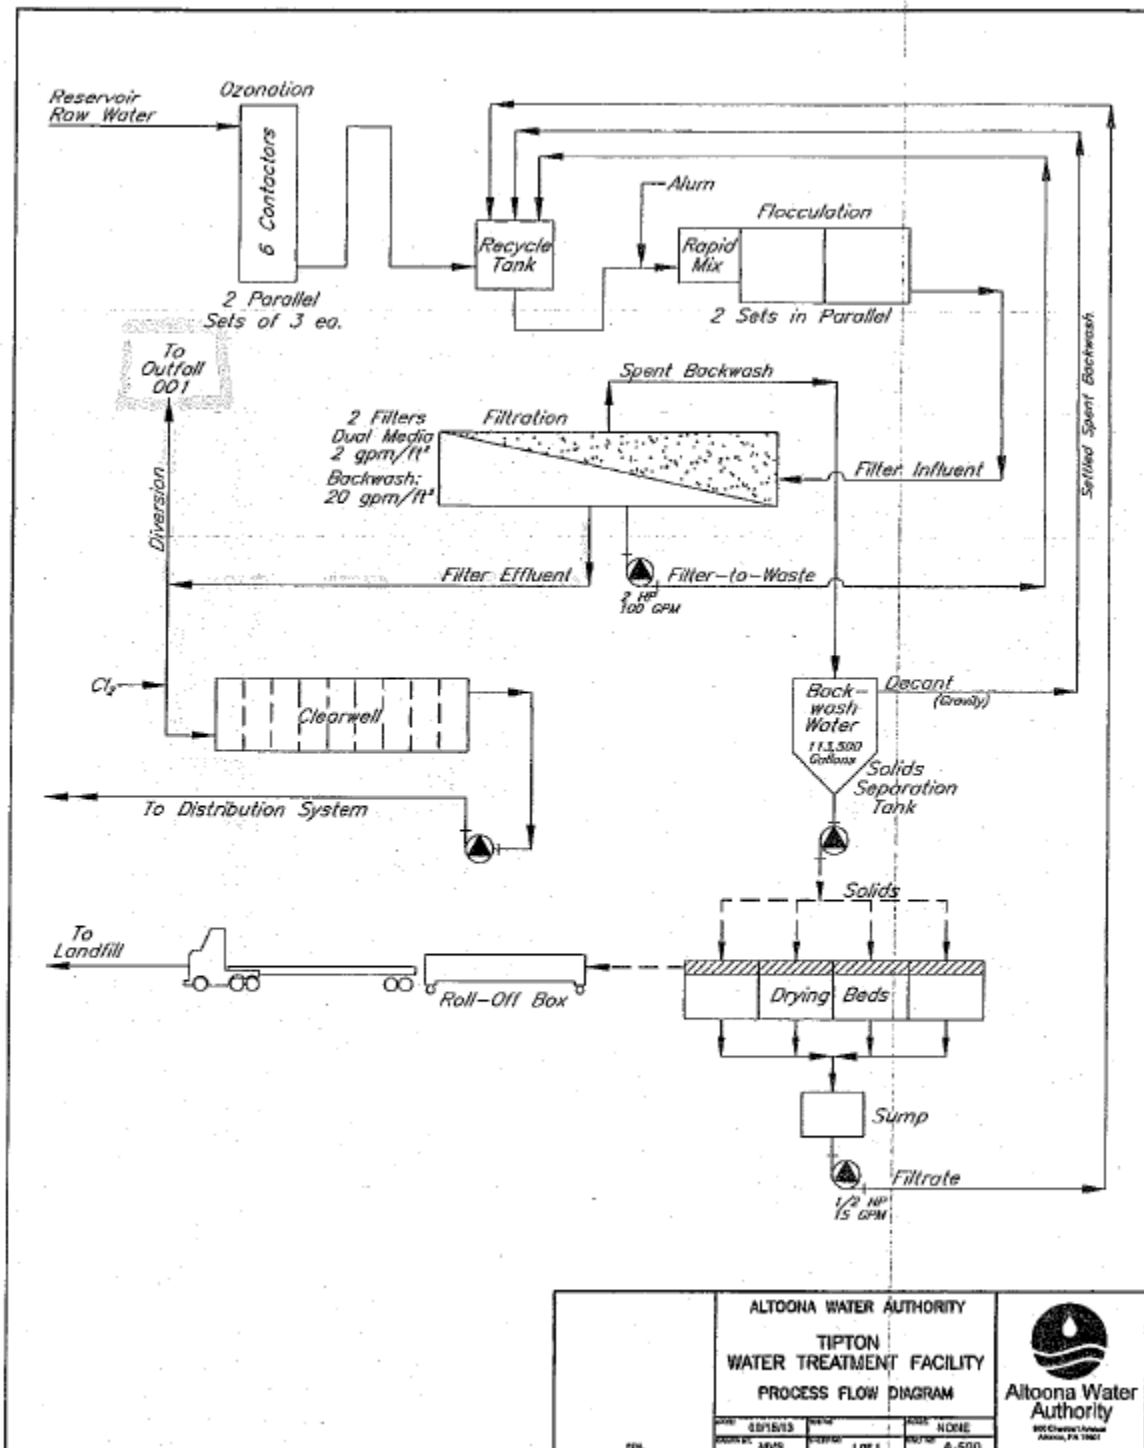 Reservoir
Raw Water
Ozonation
6 Contactors
2 Parallel
Sets of 3 ea.
Recycle
Tank
Alum
Flocculation
Rapid
Mix
2 Sets in Parallel
To
Outfall
001
Diversion
Spent Backwash
2 Filters
Dual Media
2 gpm/ft²
Backwash:
20 gpm/ft²
Filtration
Filter Influent
Settled Spent Backwash
Filter Effluent
Filter-to-Waste
2 HP
100 GPM
Cl₂
Clearwell
Back-
wash
Water
113,500
Gallons
Decant
(Gravity)
Solids
Separation
Tank
To Distribution System
Solids
To
Landfill
Roll-Off Box
Drying Beds
Sump
Filtrate
1/2 HP
15 GPM
ALTOONA WATER AUTHORITY
TIPTON
WATER TREATMENT FACILITY
PROCESS FLOW DIAGRAM
NONE
Altoona Water
Authority